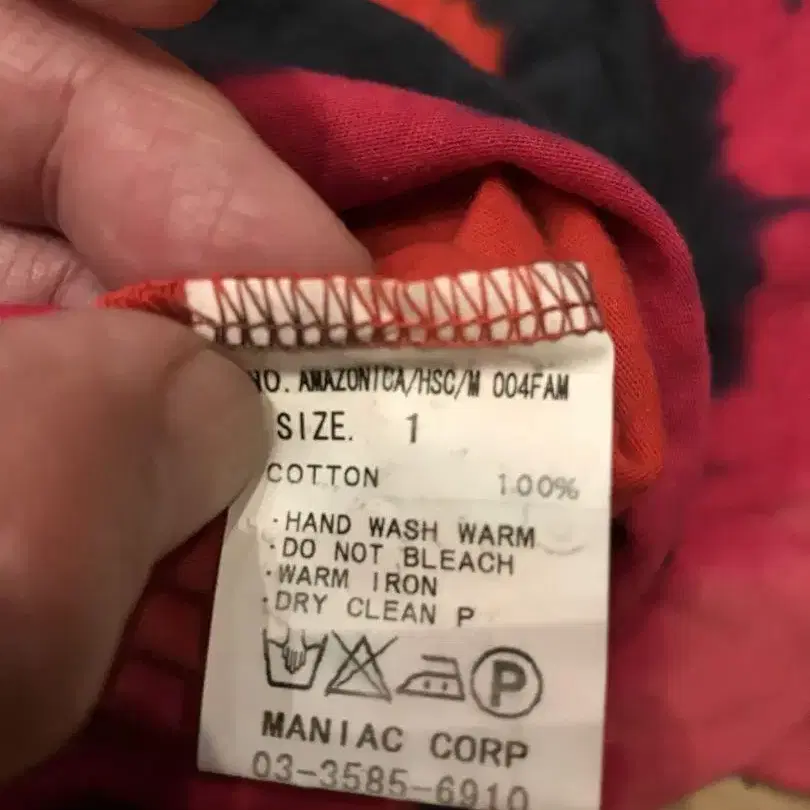 NO. AMAZONICA/HSC/M 004FAM
SIZE. 1
COTTON 100%
·HAND WASH WARM
·DO NOT BLEACH
·WARM IRON
·DRY CLEAN P
P
MANIAC CORP
03-3585-6910